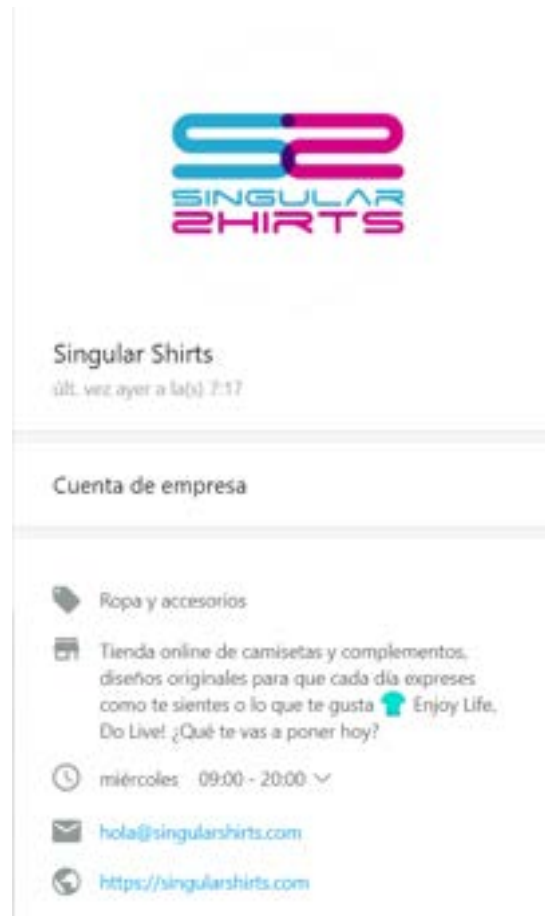 SINGULAR
2HIRTS
Singular Shirts
últ. vez ayer a la(s) 7:17
Cuenta de empresa
Ropa y accesorios
Tienda online de camisetas y complementos,
diseños originales para que cada día expreses
como te sientes o lo que te gusta 👕 Enjoy Life,
Do Live! ¿Qué te vas a poner hoy?
miércoles 09:00 - 20:00
hola@singularshirts.com
https://singularshirts.com